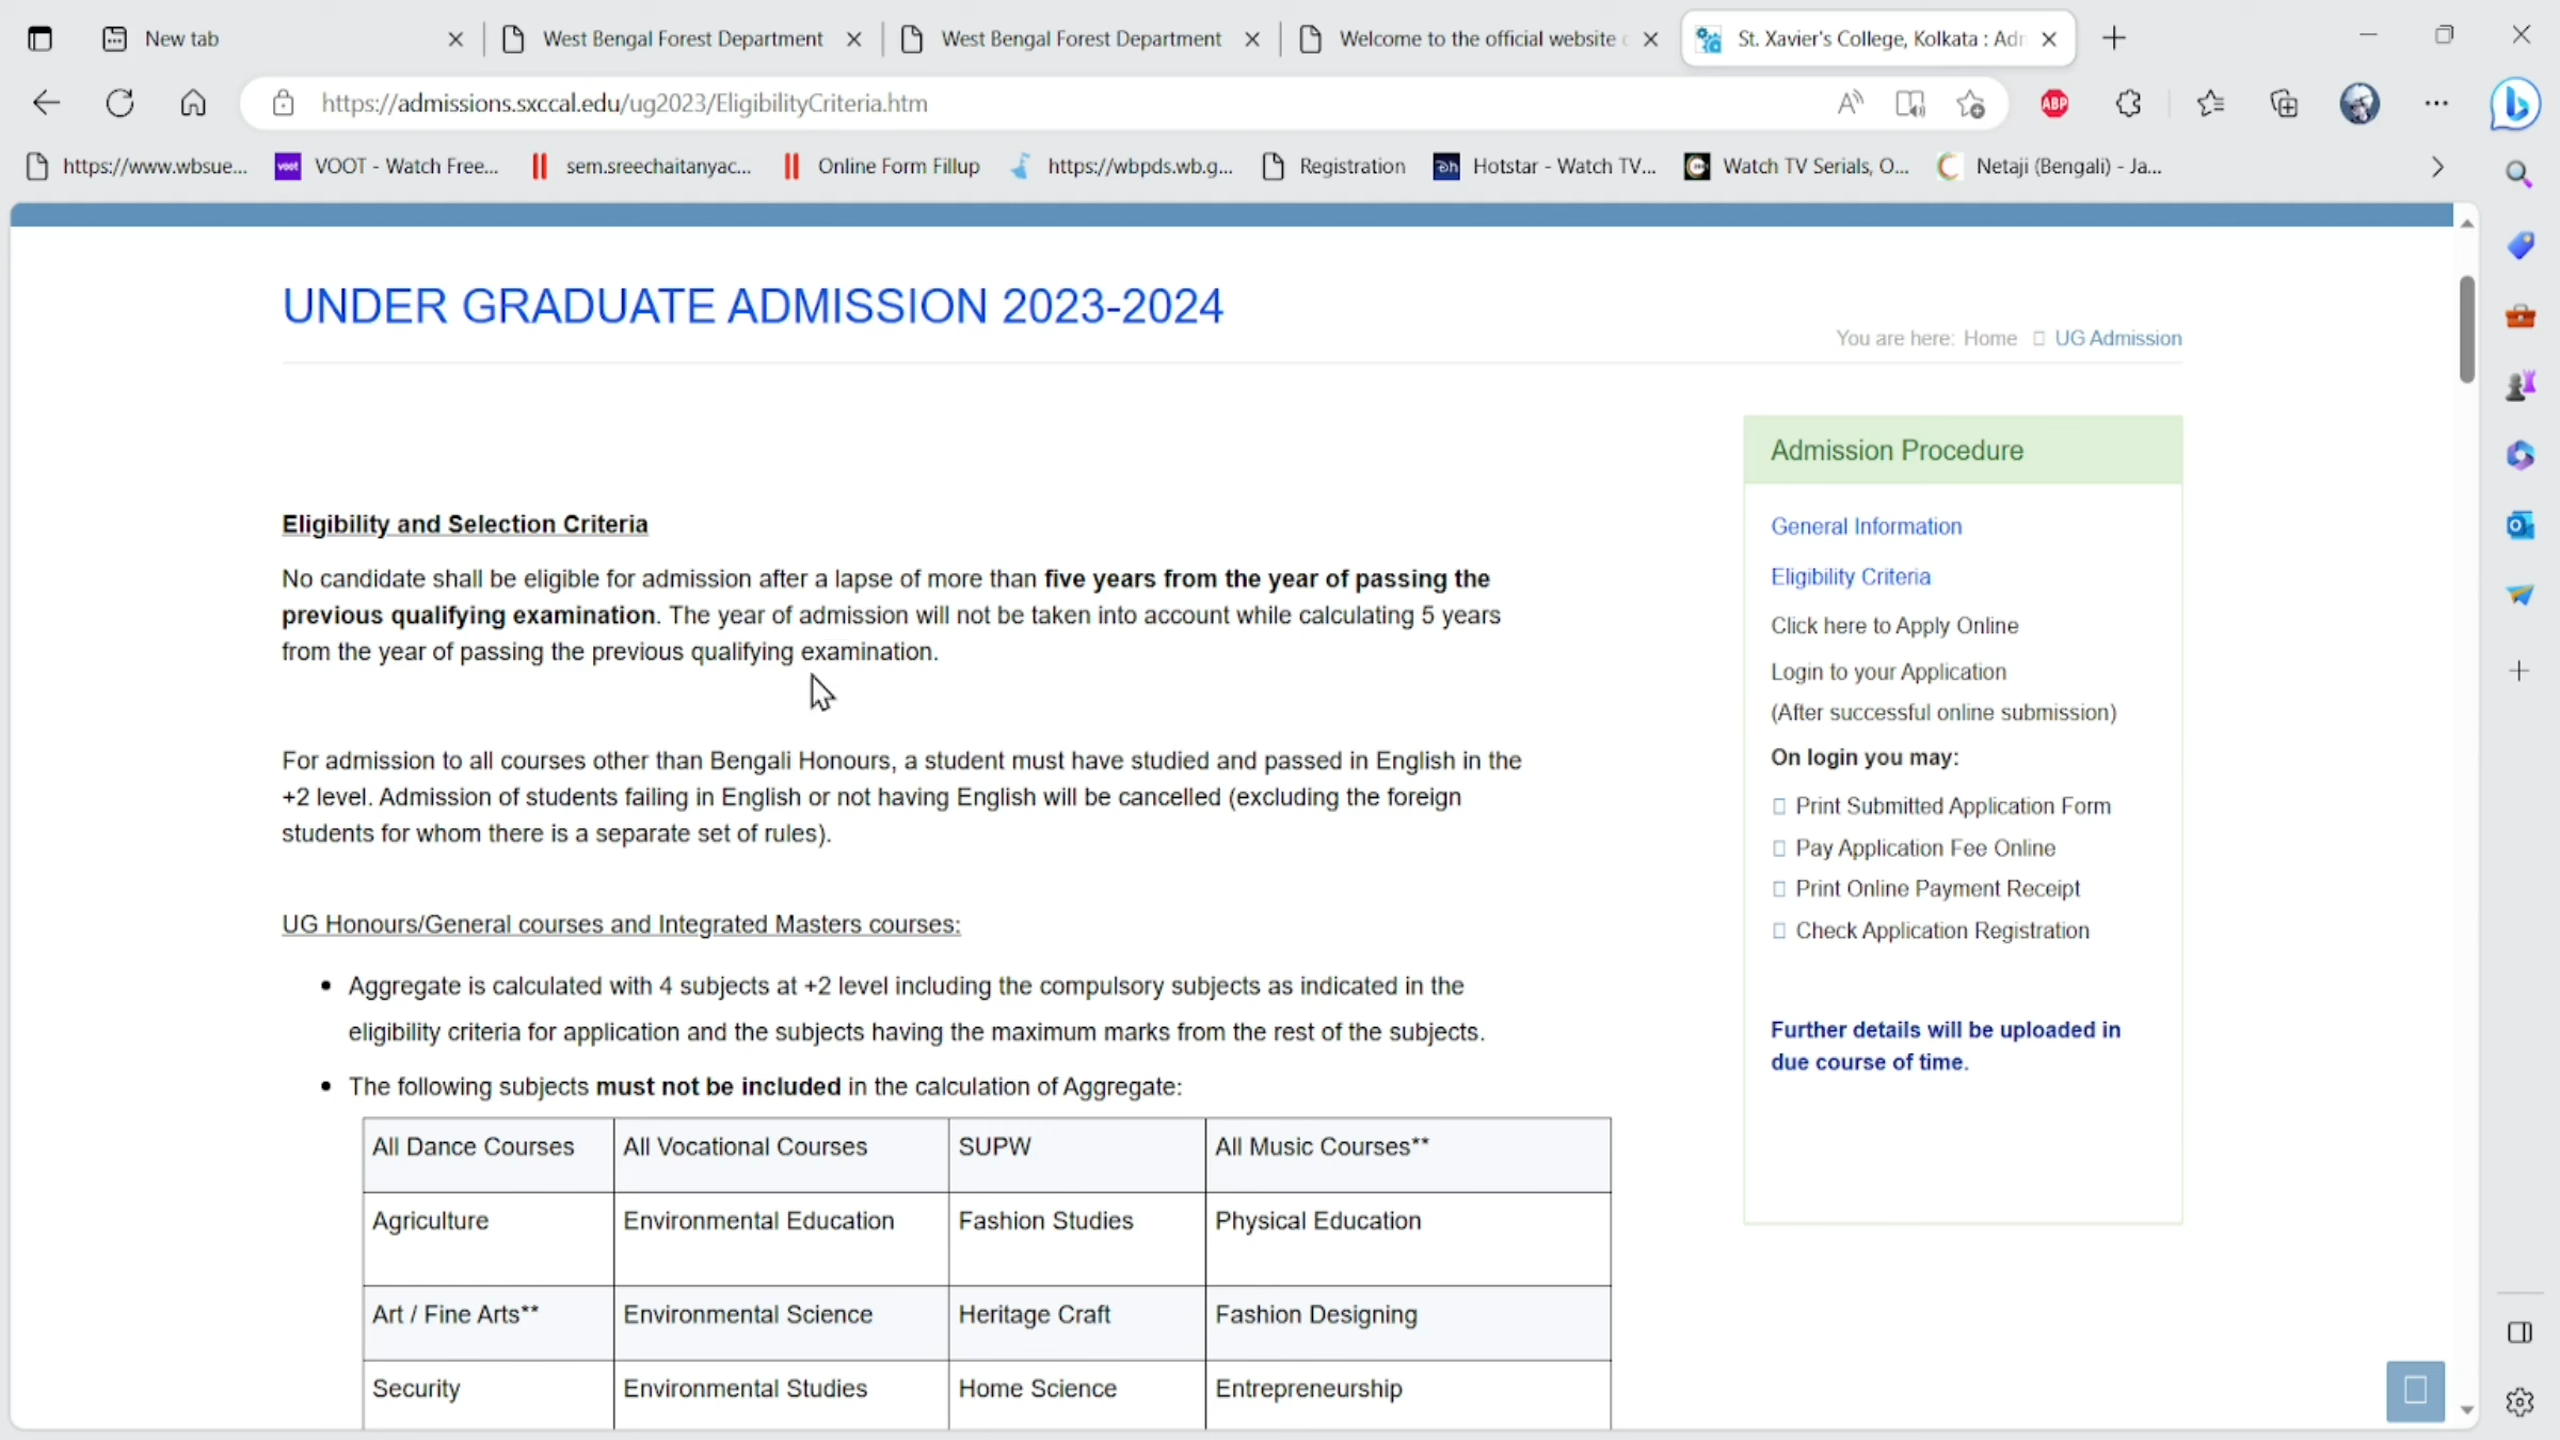 New tab
West Bengal Forest Department
West Bengal Forest Department
Welcome to the official website
St. Xavier's College, Kolkata : Adr
https://admissions.sxccal.edu/ug2023/EligibilityCriteria.htm
ABP
https://www.wbsue...
voot
VOOT - Watch Free...
sem.sreechaitanyac...
Online Form Fillup
https://wbpds.wb.g...
Registration
Hotstar - Watch TV...
Watch TV Serials, O...
Netaji (Bengali) - Ja...
UNDER GRADUATE ADMISSION 2023-2024
You are here: Home UG Admission
Eligibility and Selection Criteria
No candidate shall be eligible for admission after a lapse of more than five years from the year of passing the
previous qualifying examination. The year of admission will not be taken into account while calculating 5 years
from the year of passing the previous qualifying examination.
For admission to all courses other than Bengali Honours, a student must have studied and passed in English in the
+2 level. Admission of students failing in English or not having English will be cancelled (excluding the foreign
students for whom there is a separate set of rules).
UG Honours/General courses and Integrated Masters courses:
• Aggregate is calculated with 4 subjects at +2 level including the compulsory subjects as indicated in the
eligibility criteria for application and the subjects having the maximum marks from the rest of the subjects.
• The following subjects must not be included in the calculation of Aggregate:
All Dance Courses All Vocational Courses SUPW All Music Courses**
Agriculture Environmental Education Fashion Studies Physical Education
Art / Fine Arts** Environmental Science Heritage Craft Fashion Designing
Security Environmental Studies Home Science Entrepreneurship
Admission Procedure
General Information
Eligibility Criteria
Click here to Apply Online
Login to your Application
(After successful online submission)
On login you may:
Print Submitted Application Form
Pay Application Fee Online
Print Online Payment Receipt
Check Application Registration
Further details will be uploaded in
due course of time.